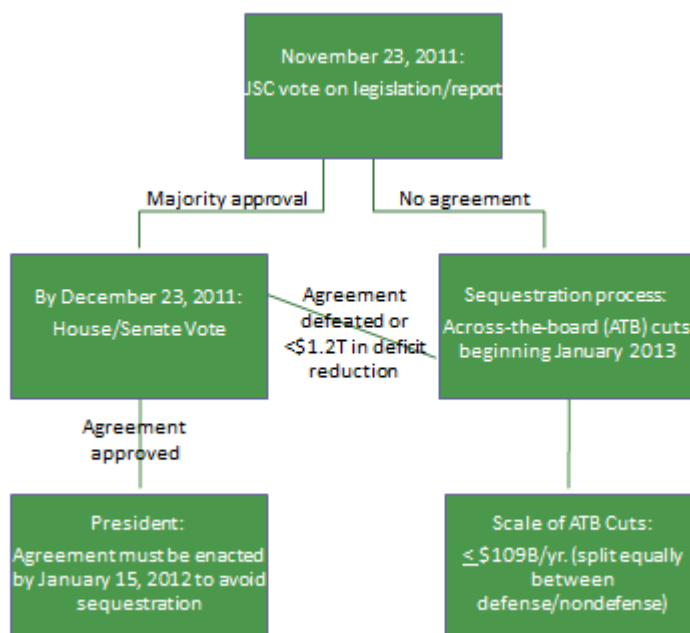 November 23, 2011:
JSC vote on legislation/report
Majority approval
No agreement
By December 23, 2011:
House/Senate Vote
Agreement
defeated or
<$1.2T in deficit
reduction
Sequestration process:
Across-the-board (ATB) cuts
beginning January 2013
Agreement
approved
President:
Agreement must be enacted
by January 15, 2012 to avoid
sequestration
Scale of ATB Cuts:
≤ $109B/yr. (split equally
between
defense/nondefense)